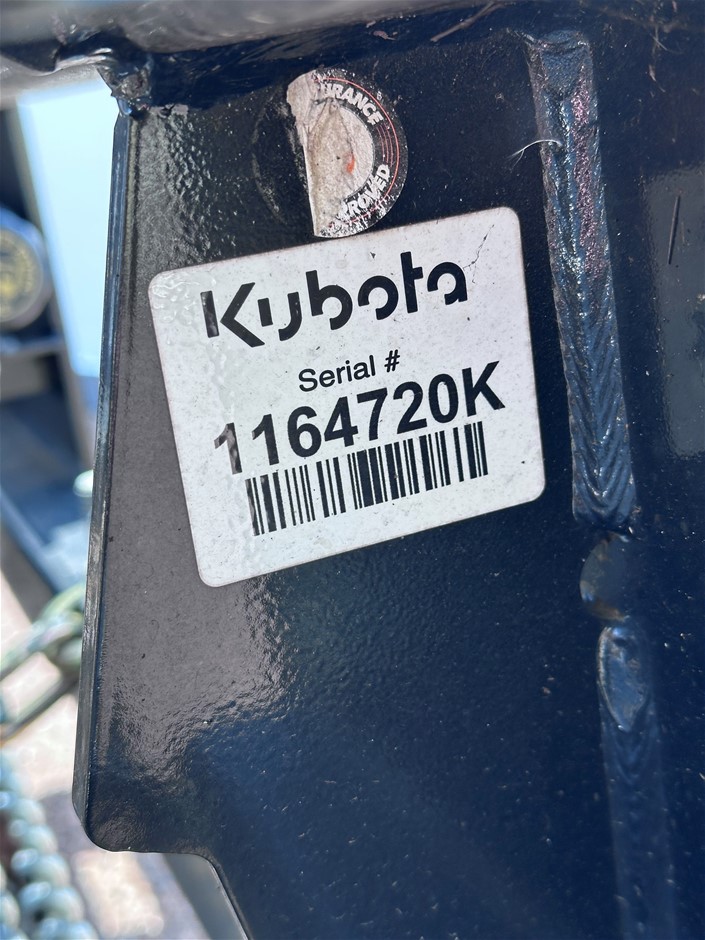 Kubota
Serial #
1164720K